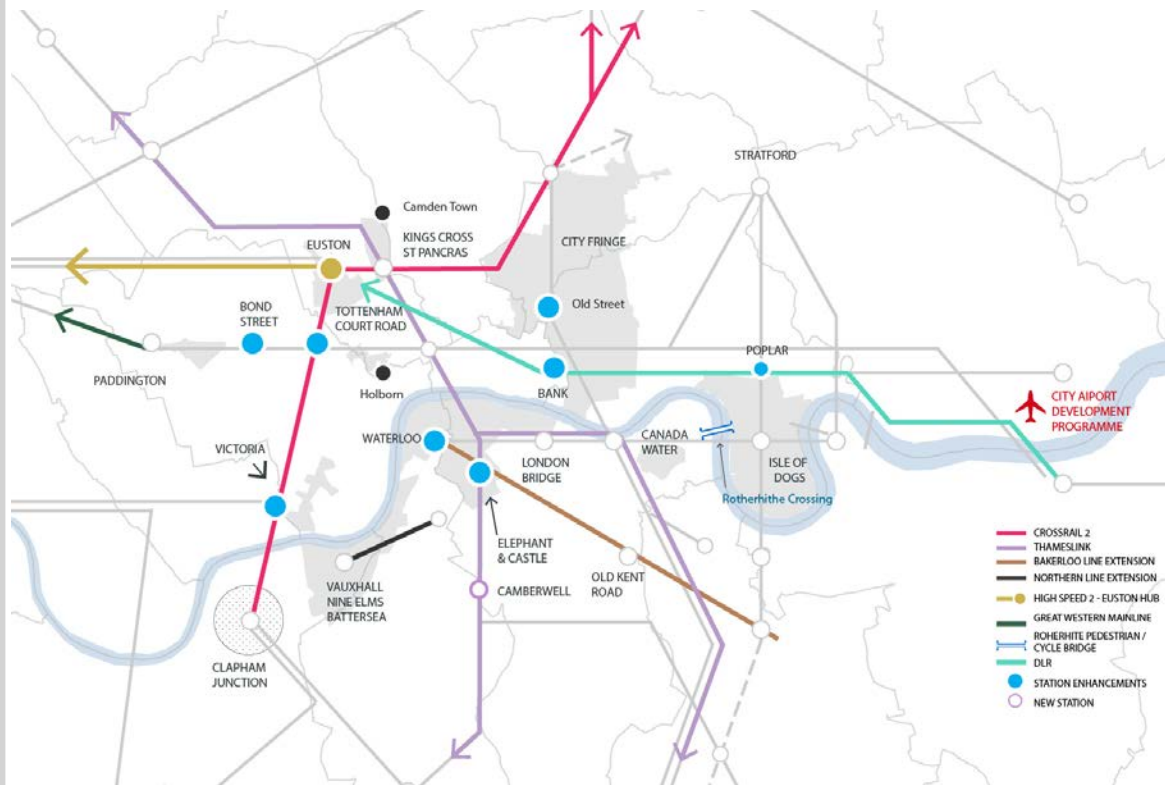 STRATFORD
Camden Town
KINGS CROSS
ST PANCRAS
CITY FRINGE
EUSTON
BOND
STREET
TOTTENHAM
COURT ROAD
Old Street
POPLAR
PADDINGTON
Holborn
BANK
CITY AIPORT
DEVELOPMENT
PROGRAMME
WATERLOO
VICTORIA
LONDON
BRIDGE
CANADA
WATER
ISLE OF
DOGS
Rotherhithe Crossing
ELEPHANT
& CASTLE
OLD KENT
ROAD
VAUXHALL
NINE ELMS
BATTERSEA
CAMBERWELL
CLAPHAM
JUNCTION
CROSSRAIL 2
THAMESLINK
BAKERLOO LINE EXTENSION
NORTHERN LINE EXTENSION
HIGH SPEED 2 - EUSTON HUB
GREAT WESTERN MAINLINE
ROHERHITE PEDESTRIAN /
CYCLE BRIDGE
DLR
STATION ENHANCEMENTS
NEW STATION